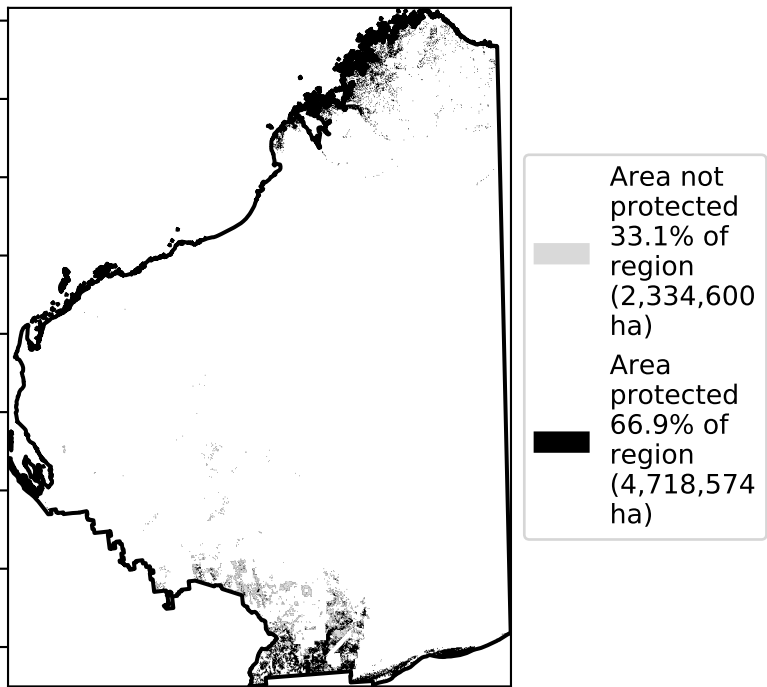 Area not
protected
33.1% of
region
(2,334,600
ha)
Area
protected
66.9% of
region
(4,718,574
ha)